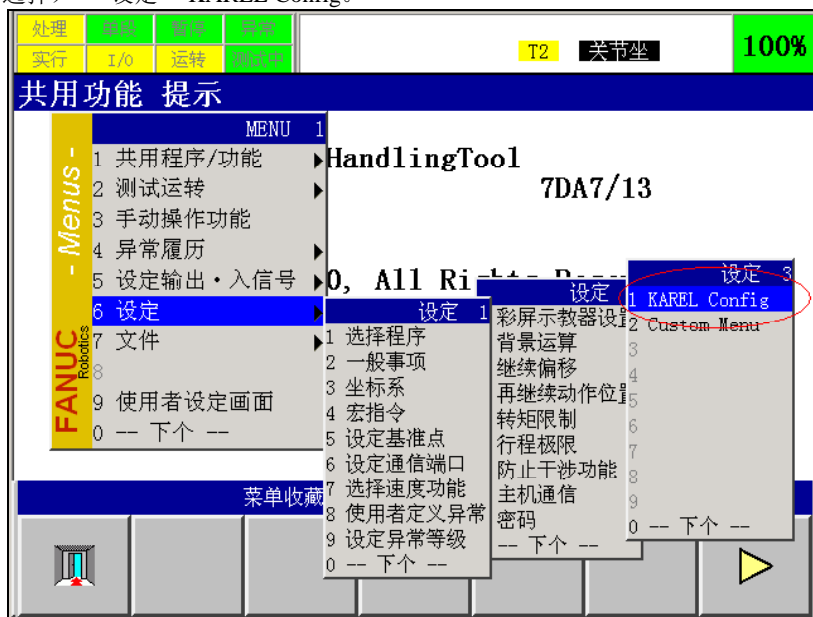 选择，设定 KAREL Config。
处理 单段 暂停 异常
实行 I/O 运转 测试中
T2 关节坐
100%
共用功能 提示
FANUC Robotics - Menus -
MENU 1
1 共用程序/功能
2 测试运转
3 手动操作功能
4 异常履历
5 设定输出・入信号
6 设定
7 文件
8
9 使用者设定画面
0 -- 下个 --
HandlingTool
7DA7/13
0, All Ri
设定 1
1 选择程序
2 一般事项
3 坐标系
4 宏指令
5 设定基准点
6 设定通信端口
7 选择速度功能
8 使用者定义异常
9 设定异常等级
0 -- 下个 --
设定
彩屏示教器设
背景运算
继续偏移
再继续动作位置
转矩限制
行程极限
防止干涉功能
主机通信
密码
-- 下个 --
设定 3
1 KAREL Config
2 Custom Menu
3
4
5
6
7
8
9
0 -- 下个 --
菜单收藏